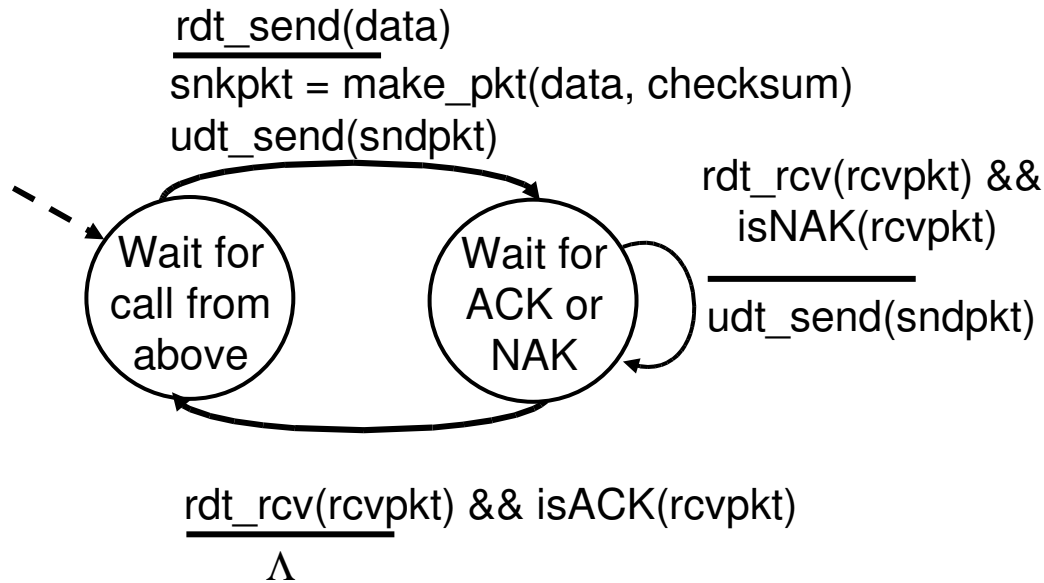 rdt_send(data)
snkpkt = make_pkt(data, checksum)
udt_send(sndpkt)
rdt_rcv(rcvpkt) &&
isNAK(rcvpkt)
udt_send(sndpkt)
Wait for
call from
above
Wait for
ACK or
NAK
rdt_rcv(rcvpkt) && isACK(rcvpkt)
Λ